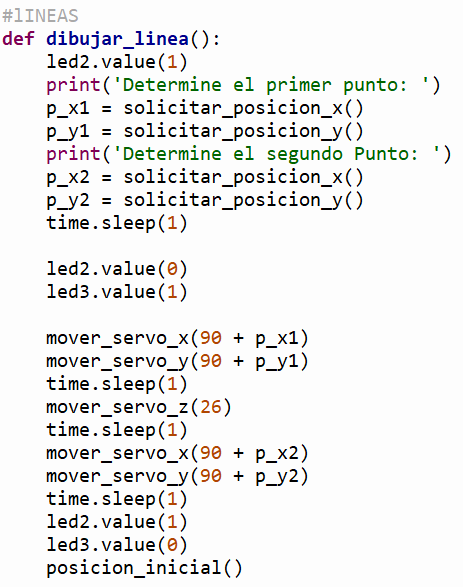 #lINEAS
def dibujar_linea():
    led2.value(1)
    print('Determine el primer punto: ')
    p_x1 = solicitar_posicion_x()
    p_y1 = solicitar_posicion_y()
    print('Determine el segundo Punto: ')
    p_x2 = solicitar_posicion_x()
    p_y2 = solicitar_posicion_y()
    time.sleep(1)

    led2.value(0)
    led3.value(1)

    mover_servo_x(90 + p_x1)
    mover_servo_y(90 + p_y1)
    time.sleep(1)
    mover_servo_z(26)
    time.sleep(1)
    mover_servo_x(90 + p_x2)
    mover_servo_y(90 + p_y2)
    time.sleep(1)
    led2.value(1)
    led3.value(0)
    posicion_inicial()